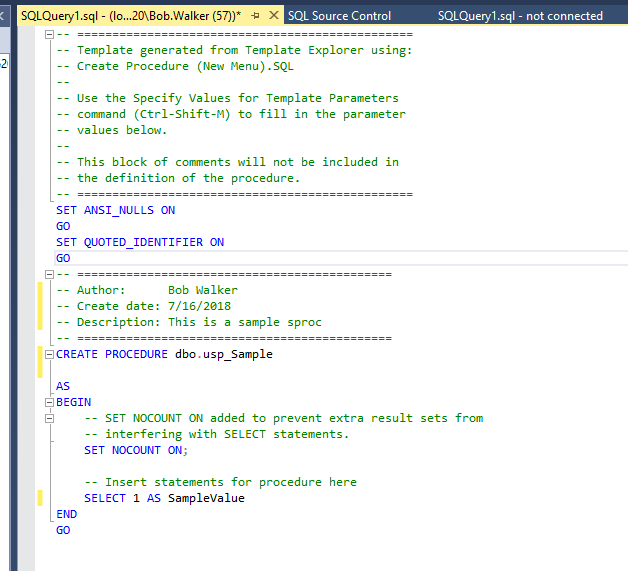 SQLQuery1.sql - (lo...20\Bob.Walker (57))* SQL Source Control SQLQuery1.sql - not connected
-- ================================================
-- Template generated from Template Explorer using:
-- Create Procedure (New Menu).SQL
--
-- Use the Specify Values for Template Parameters
-- command (Ctrl-Shift-M) to fill in the parameter
-- values below.
--
-- This block of comments will not be included in
-- the definition of the procedure.
-- ================================================
SET ANSI_NULLS ON
GO
SET QUOTED_IDENTIFIER ON
GO
-- =============================================
-- Author:      Bob Walker
-- Create date: 7/16/2018
-- Description: This is a sample sproc
-- =============================================
CREATE PROCEDURE dbo.usp_Sample
AS
BEGIN
    -- SET NOCOUNT ON added to prevent extra result sets from
    -- interfering with SELECT statements.
    SET NOCOUNT ON;
    -- Insert statements for procedure here
    SELECT 1 AS SampleValue
END
GO